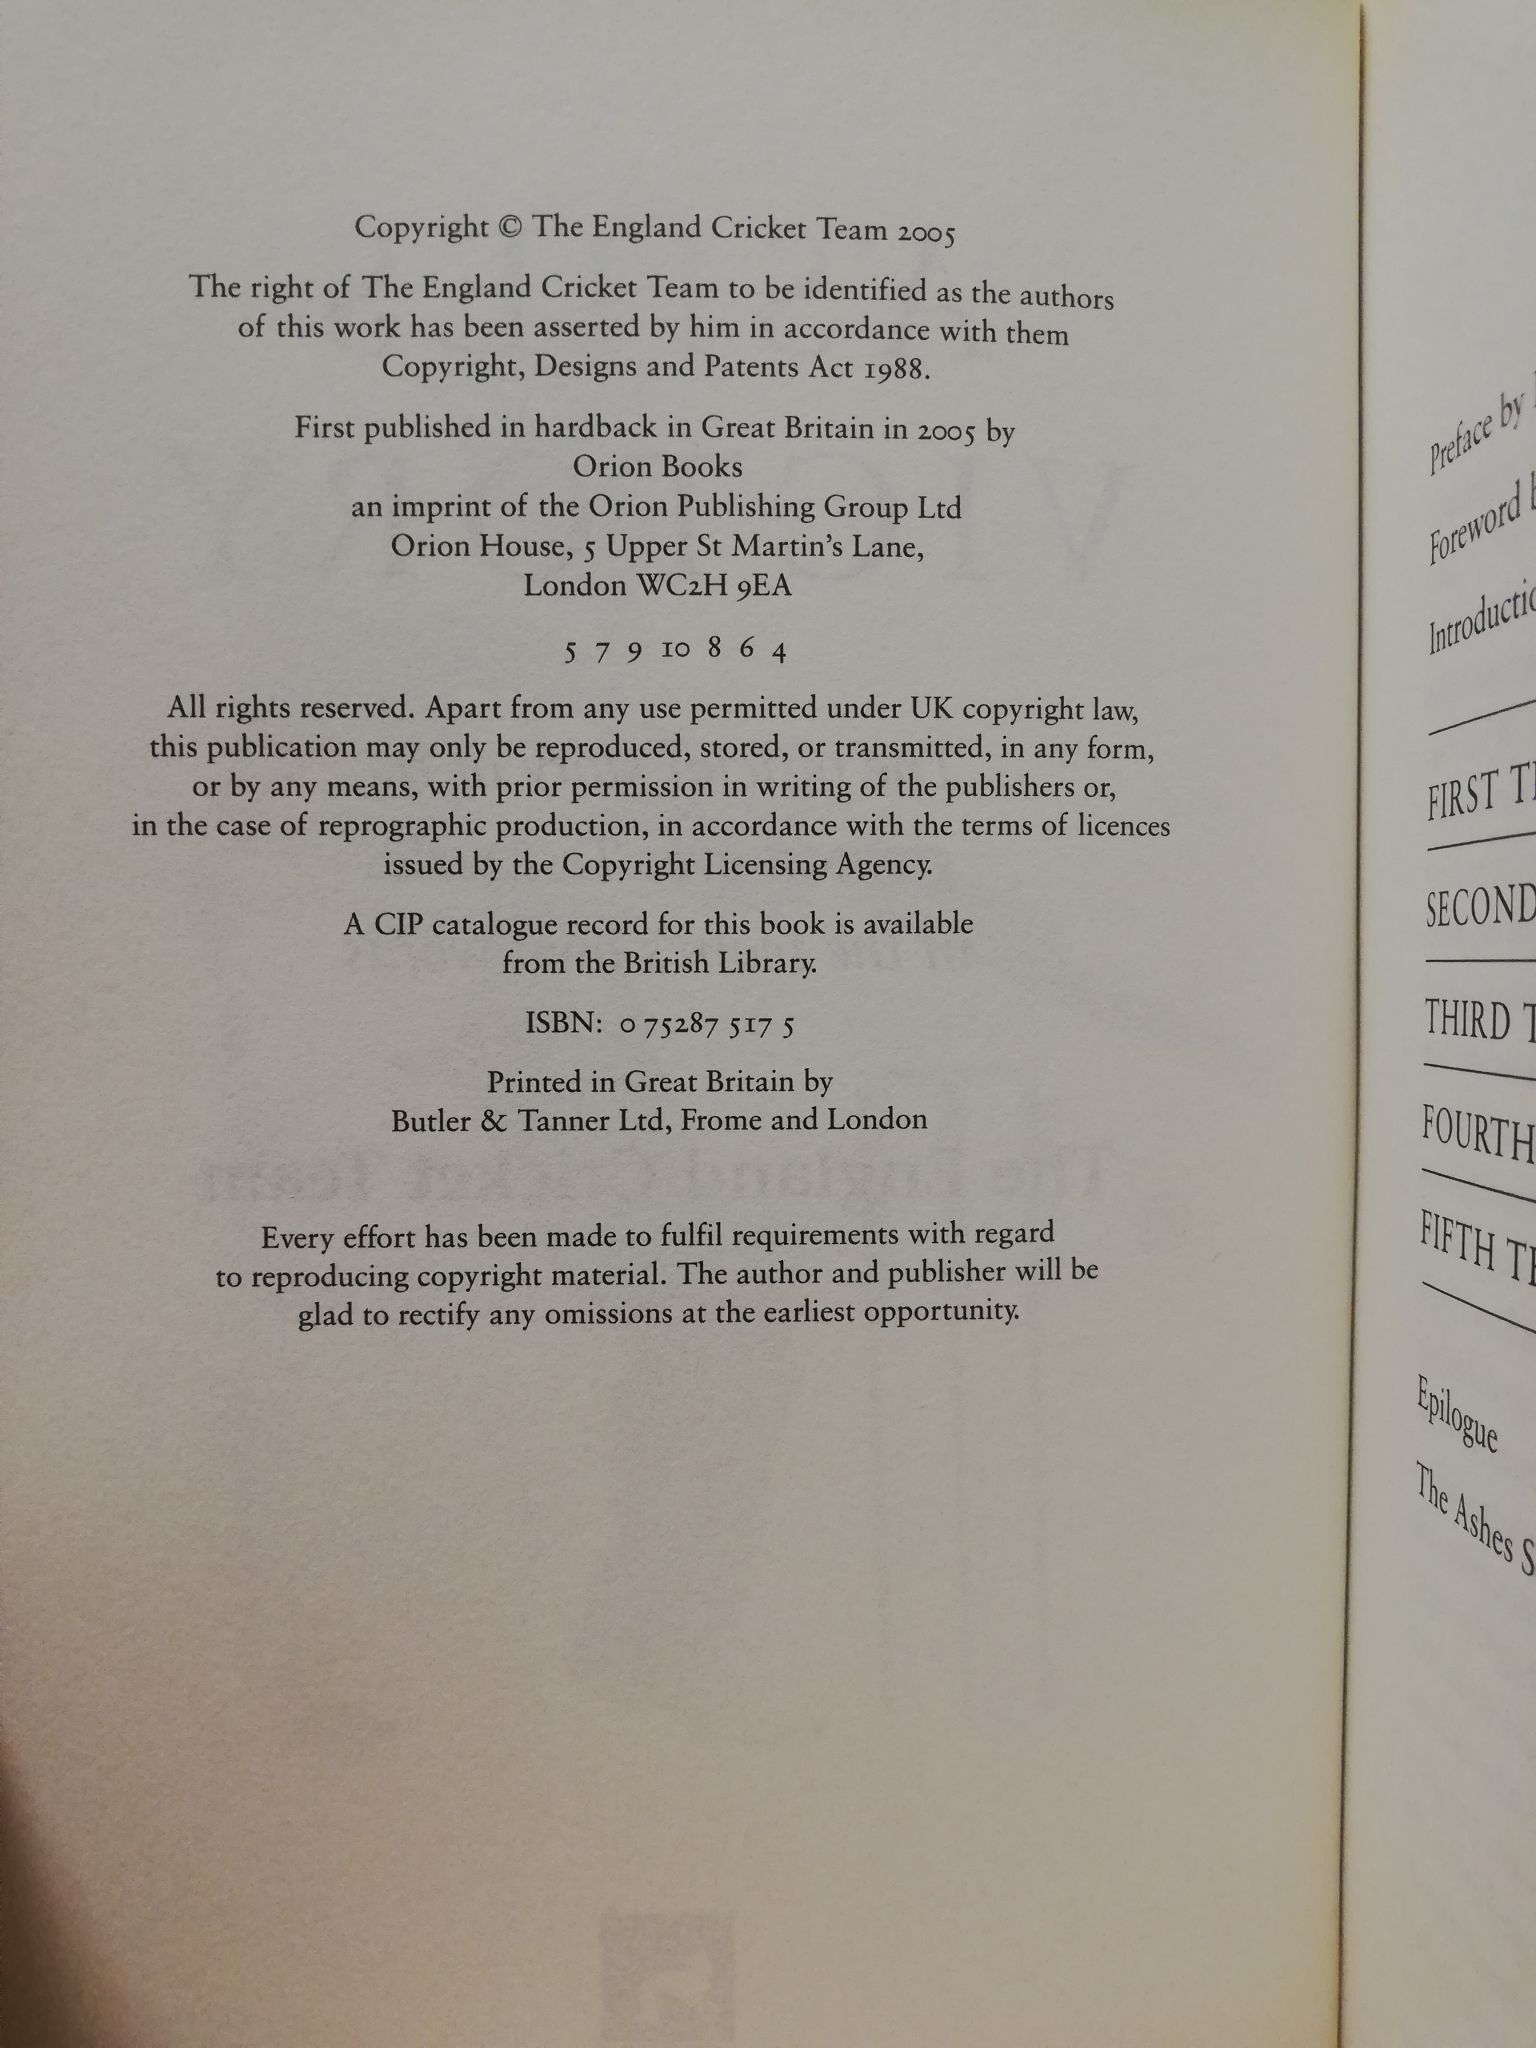 Copyright © The England Cricket Team 2005
The right of The England Cricket Team to be identified as the authors
of this work has been asserted by him in accordance with them
Copyright, Designs and Patents Act 1988.
First published in hardback in Great Britain in 2005 by
Orion Books
an imprint of the Orion Publishing Group Ltd
Orion House, 5 Upper St Martin's Lane,
London WC2H 9EA
5 7 9 10 8 6 4
All rights reserved. Apart from any use permitted under UK copyright law,
this publication may only be reproduced, stored, or transmitted, in any form,
or by any means, with prior permission in writing of the publishers or,
in the case of reprographic production, in accordance with the terms of licences
issued by the Copyright Licensing Agency.
A CIP catalogue record for this book is available
from the British Library.
ISBN: 0 75287 517 5
Printed in Great Britain by
Butler & Tanner Ltd, Frome and London
Every effort has been made to fulfil requirements with regard
to reproducing copyright material. The author and publisher will be
glad to rectify any omissions at the earliest opportunity.
Preface by
Foreword
FIRST
SECOND
THIRD
FOURTH
FIFTH
Epilogue
The Ashes